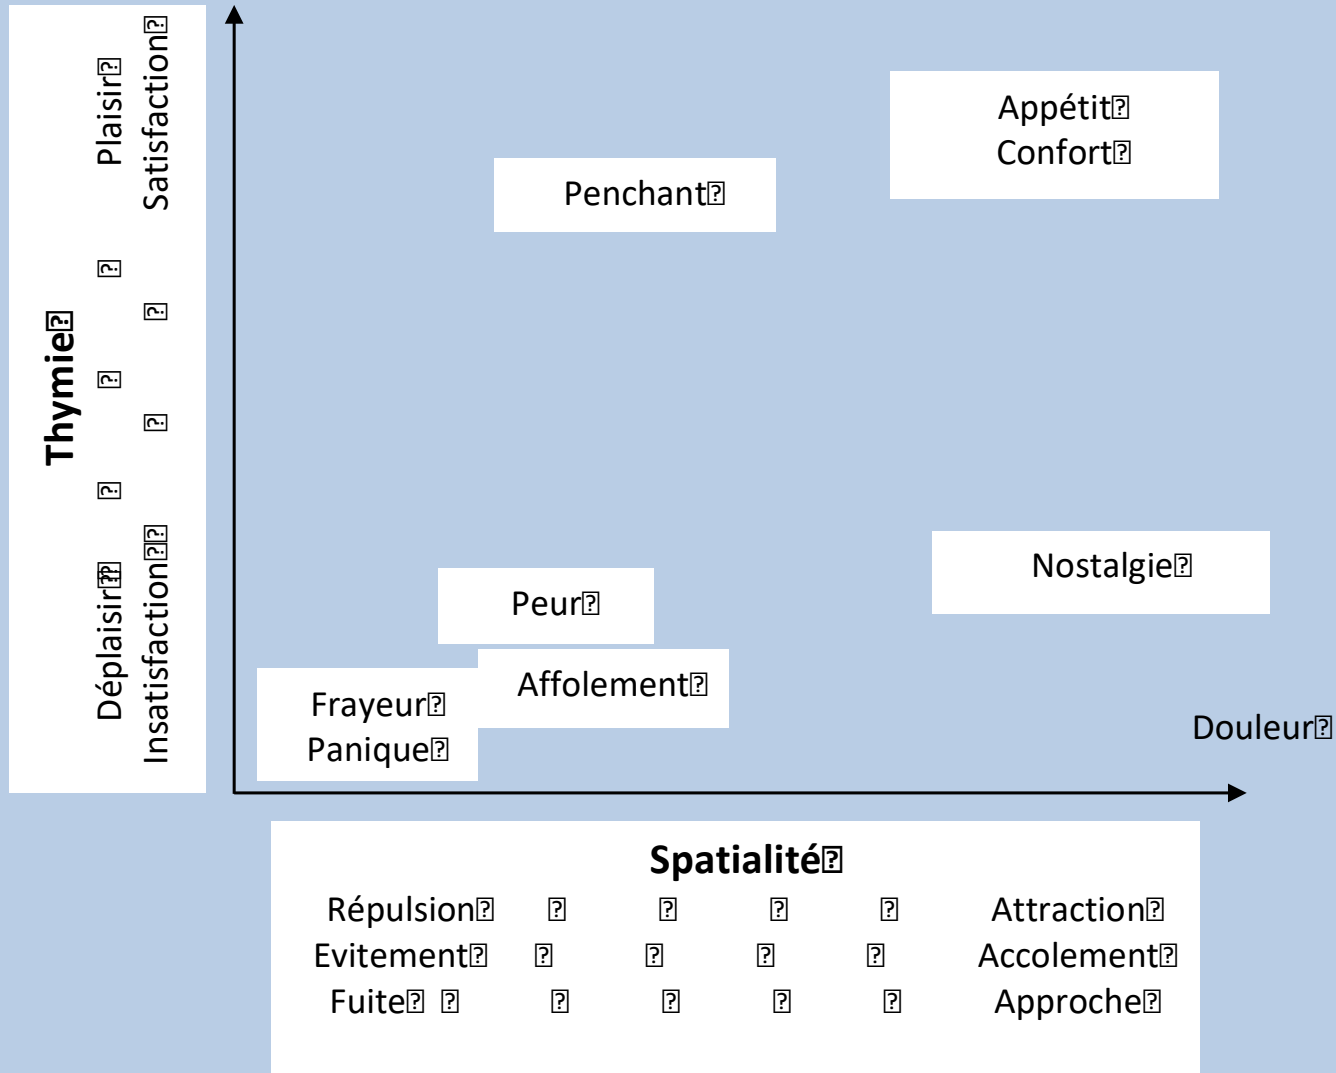 Thymie
Déplaisir Plaisir
Insatisfaction Satisfaction
Appétit
Confort
Penchant
Nostalgie
Peur
Affolement
Frayeur
Panique
Douleur
Spatialité
Répulsion Attraction
Evitement Accolement
Fuite Approche